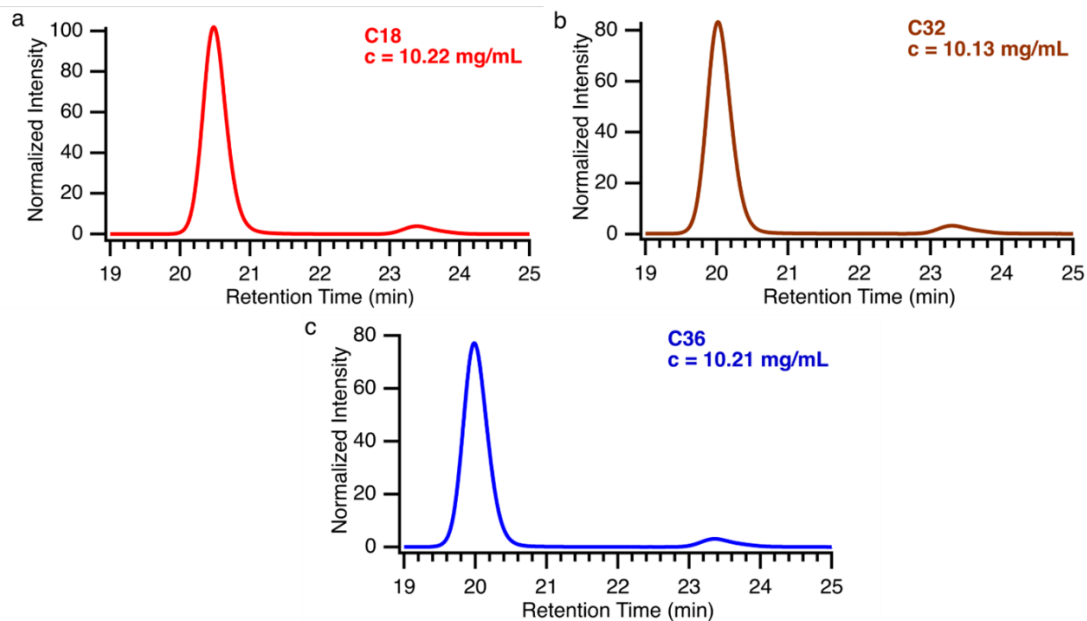 a
C18
c = 10.22 mg/mL
Normalized Intensity
100
80
60
40
20
0
19 20 21 22 23 24 25
Retention Time (min)
b
C32
c = 10.13 mg/mL
Normalized Intensity
80
60
40
20
0
19 20 21 22 23 24 25
Retention Time (min)
c
C36
c = 10.21 mg/mL
Normalized Intensity
80
60
40
20
0
19 20 21 22 23 24 25
Retention Time (min)